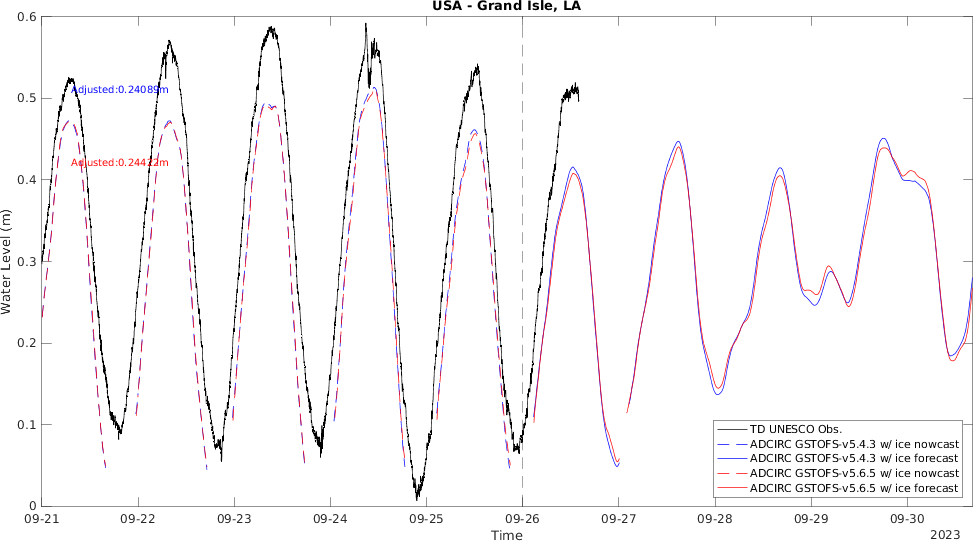 USA - Grand Isle, LA
0.6
0.5
0.4
0.3
0.2
0.1
0
Water Level (m)
Adjusted:0.24089m
Adjusted:0.24422m
TD UNESCO Obs.
ADCIRC GSTOFS-v5.4.3 w/ ice nowcast
ADCIRC GSTOFS-v5.4.3 w/ ice forecast
ADCIRC GSTOFS-v5.6.5 w/ ice nowcast
ADCIRC GSTOFS-v5.6.5 w/ ice forecast
09-21 09-22 09-23 09-24 09-25 09-26 09-27 09-28 09-29 09-30
Time
2023